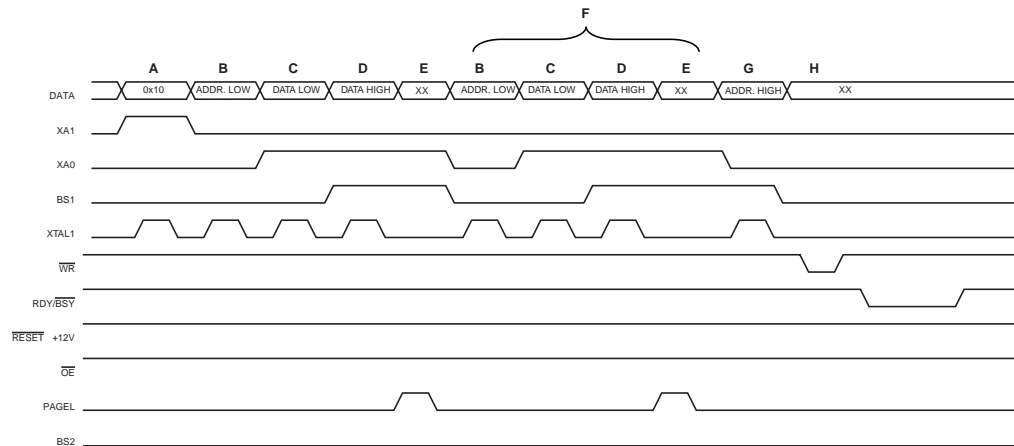 F
A B C D E B C D E G H
DATA 0x10 ADDR. LOW DATA LOW DATA HIGH XX ADDR. LOW DATA LOW DATA HIGH XX ADDR. HIGH XX
XA1
XA0
BS1
XTAL1
WR
RDY/BSY
RESET +12V
OE
PAGEL
BS2